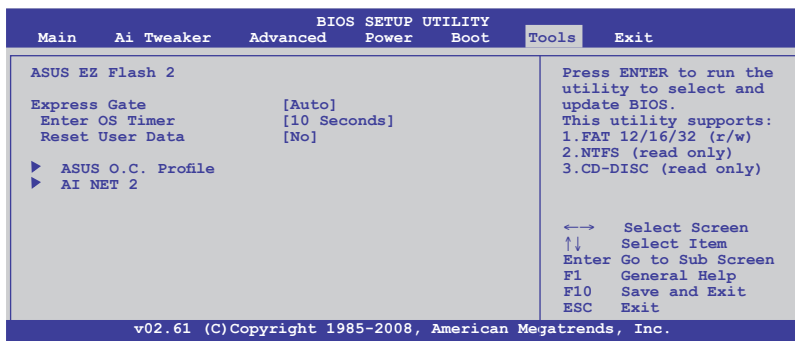 BIOS SETUP UTILITY
Main Ai Tweaker Advanced Power Boot Tools Exit
ASUS EZ Flash 2
Express Gate [Auto]
Enter OS Timer [10 Seconds]
Reset User Data [No]
▶ ASUS O.C. Profile
▶ AI NET 2
Press ENTER to run the
utility to select and
update BIOS.
This utility supports:
1.FAT 12/16/32 (r/w)
2.NTFS (read only)
3.CD-DISC (read only)
←→ Select Screen
↑↓ Select Item
Enter Go to Sub Screen
F1 General Help
F10 Save and Exit
ESC Exit
v02.61 (C)Copyright 1985-2008, American Megatrends, Inc.